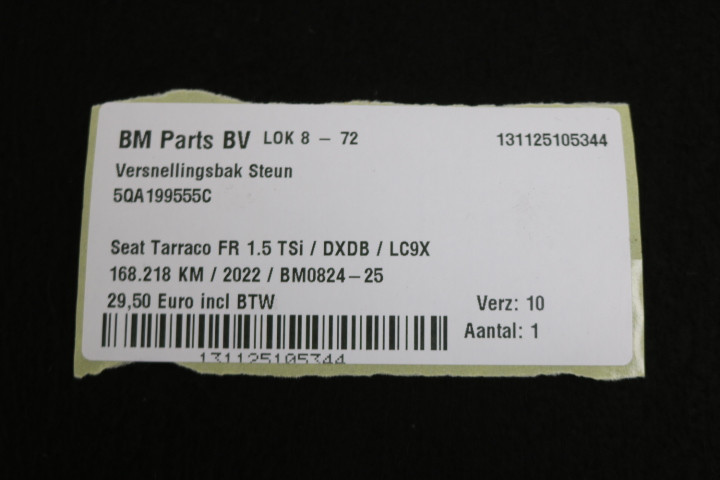 BM Parts BV LOK 8 - 72 131125105344
Versnellingsbak Steun
5QA199555C
Seat Tarraco FR 1.5 TSi / DXDB / LC9X
168.218 KM / 2022 / BM0824-25
29,50 Euro incl BTW Verz: 10
Aantal: 1
131125105344